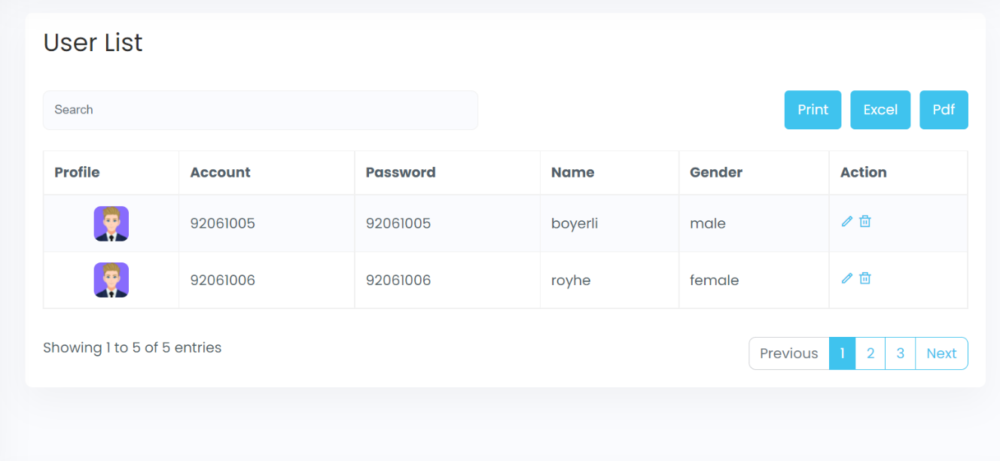 User List
Search
Print Excel Pdf
Profile Account Password Name Gender Action
92061005 92061005 boyerli male
92061006 92061006 royhe female
Showing 1 to 5 of 5 entries
Previous 1 2 3 Next